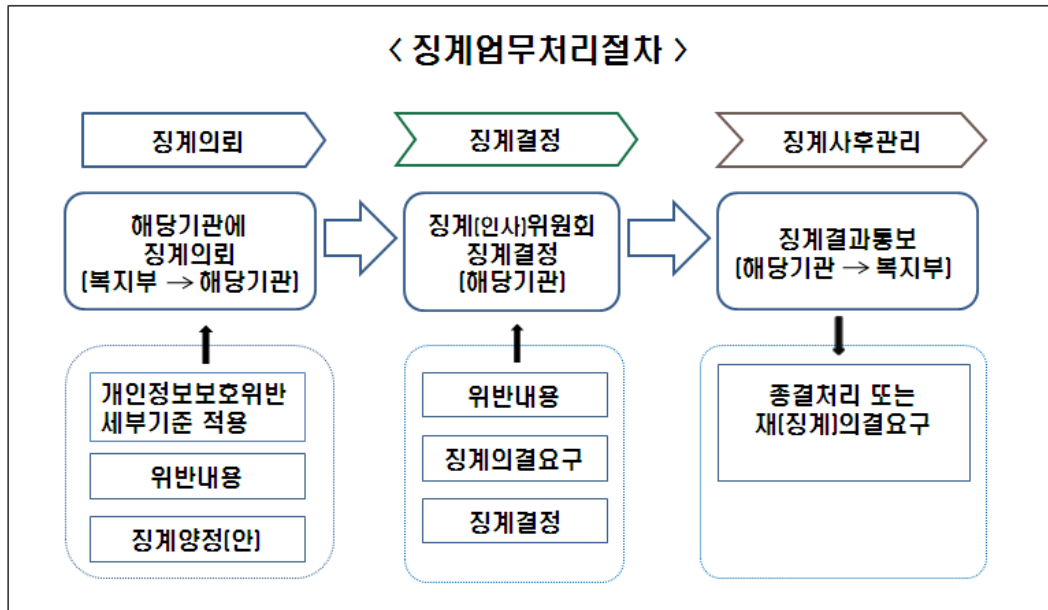 < 징계업무처리절차 >
징계의뢰
징계결정
징계사후관리
해당기관에
징계의뢰
(복지부 → 해당기관)
징계(인사)위원회
징계결정
(해당기관)
징계결과통보
(해당기관 → 복지부)
개인정보보호위반
세부기준 적용
위반내용
징계양정(안)
위반내용
징계의결요구
징계결정
종결처리 또는
재(징계)의결요구